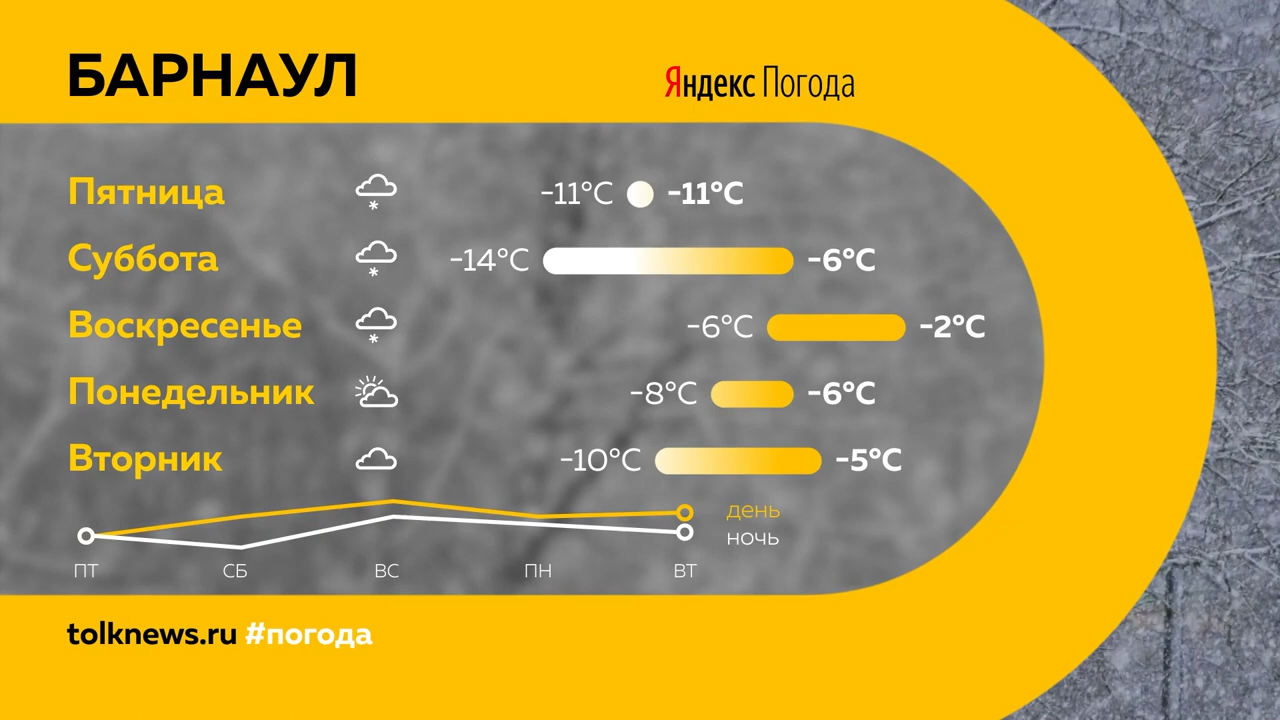 БАРНАУЛ
Яндекс Погода
Пятница -11°C -11°C
Суббота -14°C -6°C
Воскресенье -6°C -2°C
Понедельник -8°C -6°C
Вторник -10°C -5°C
день
ночь
ПТ СБ ВС ПН ВТ
tolknews.ru #погода